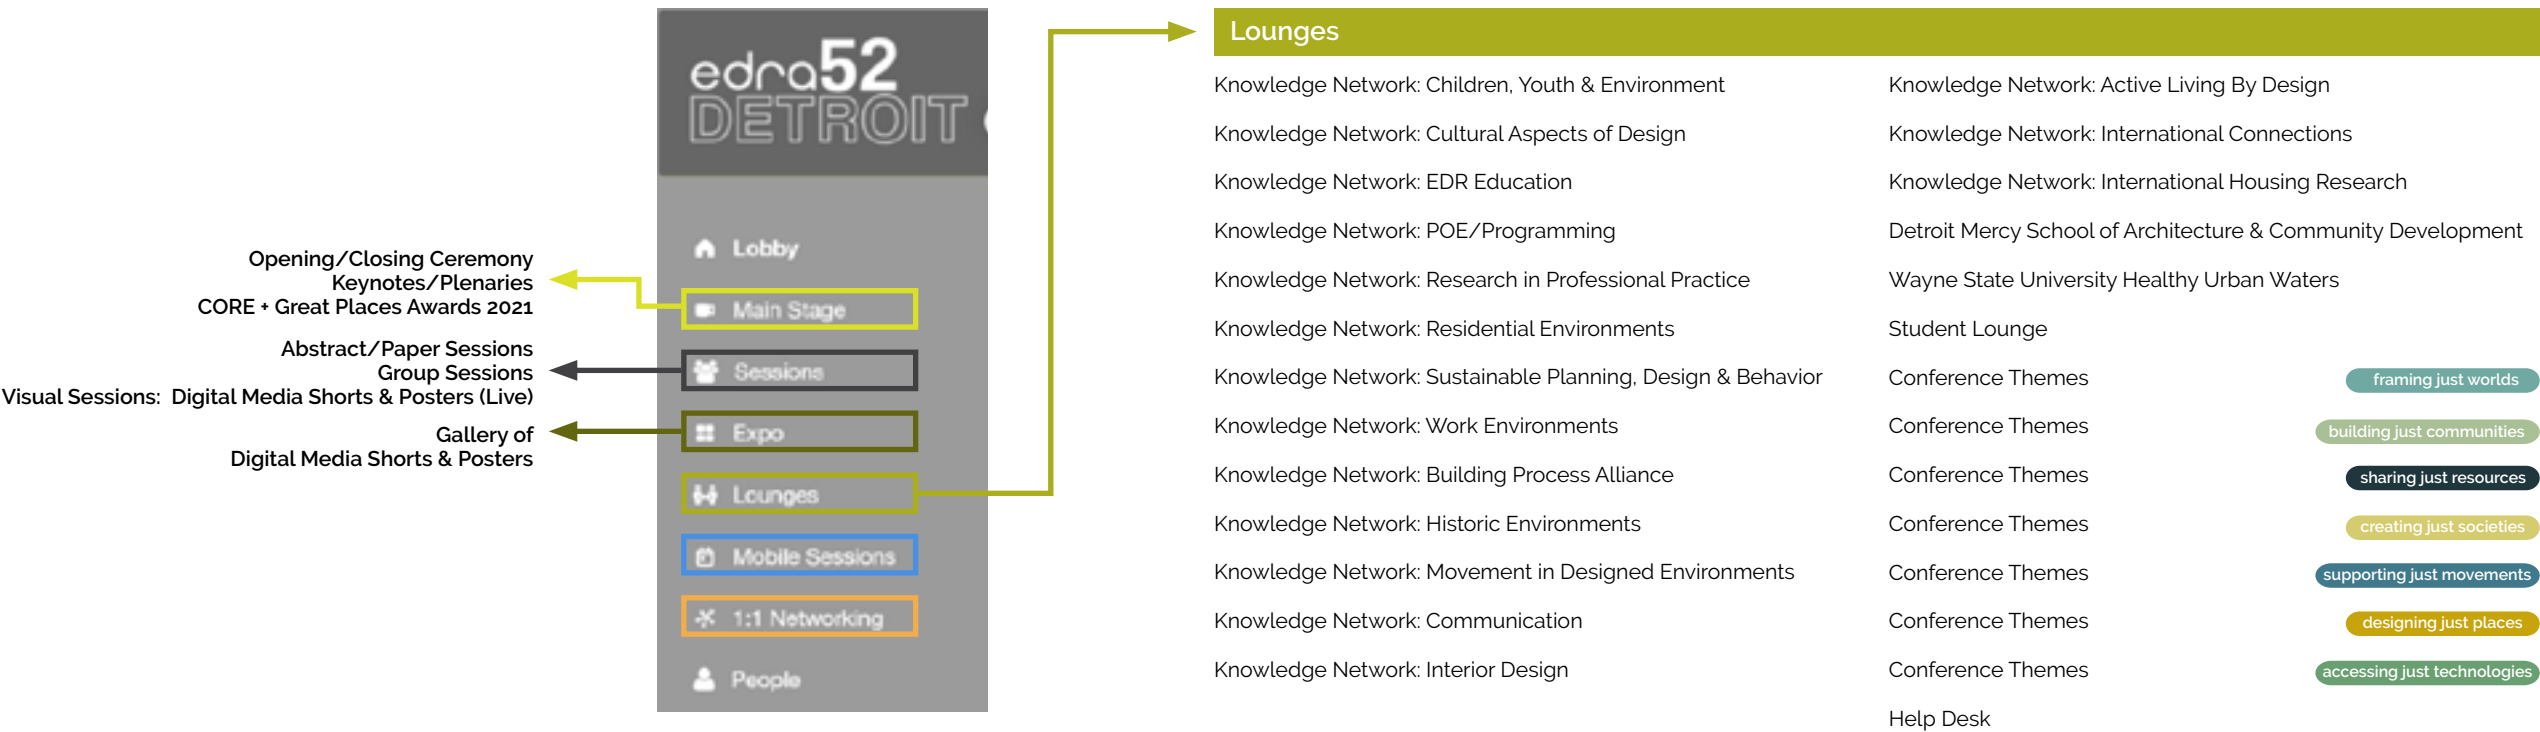 edra52
DETROIT
Lobby
Main Stage
Sessions
Expo
Lounges
Mobile Sessions
1:1 Networking
People
Opening/Closing Ceremony
Keynotes/Plenaries
CORE + Great Places Awards 2021
Abstract/Paper Sessions
Group Sessions
Visual Sessions: Digital Media Shorts & Posters (Live)
Gallery of
Digital Media Shorts & Posters
Lounges
Knowledge Network: Children, Youth & Environment
Knowledge Network: Cultural Aspects of Design
Knowledge Network: EDR Education
Knowledge Network: POE/Programming
Knowledge Network: Research in Professional Practice
Knowledge Network: Residential Environments
Knowledge Network: Sustainable Planning, Design & Behavior
Knowledge Network: Work Environments
Knowledge Network: Building Process Alliance
Knowledge Network: Historic Environments
Knowledge Network: Movement in Designed Environments
Knowledge Network: Communication
Knowledge Network: Interior Design
Knowledge Network: Active Living By Design
Knowledge Network: International Connections
Knowledge Network: International Housing Research
Detroit Mercy School of Architecture & Community Development
Wayne State University Healthy Urban Waters
Student Lounge
Conference Themes framing just worlds
Conference Themes building just communities
Conference Themes sharing just resources
Conference Themes creating just societies
Conference Themes supporting just movements
Conference Themes designing just places
Conference Themes accessing just technologies
Help Desk